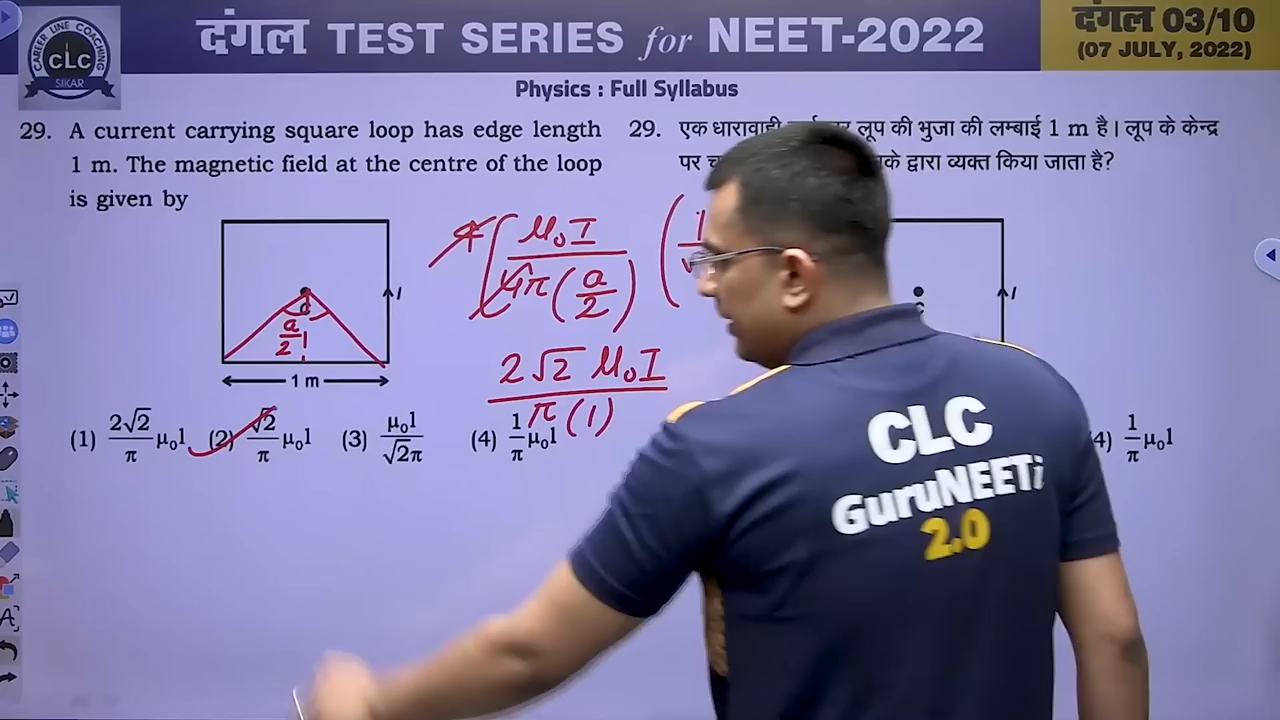 दंगल TEST SERIES for NEET-2022
दंगल 03/10
(07 JULY, 2022)
CAREER LINE COACHING
CLC
SIKAR
Physics : Full Syllabus
29. A current carrying square loop has edge length
1 m. The magnetic field at the centre of the loop
is given by
29. एक धारावाही लूप की भुजा की लम्बाई 1 m है। लूप के केन्द्र
पर के द्वारा व्यक्त किया जाता है?
4 [ μ₀I / 4π (a/2) ] ( 1
2√2 μ₀I / π (1)
a/2
I
1 m
I
(1) 2√2/π μ₀I (2) √2/π μ₀I (3) μ₀I/√2π (4) 1/π μ₀I
4) 1/π μ₀I
CLC
GuruNEETi
2.0